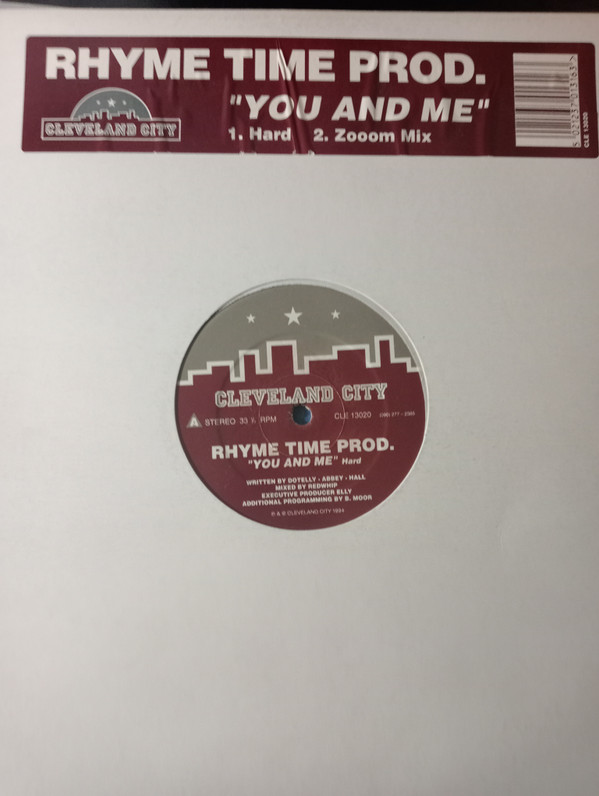 RHYME TIME PROD.
"YOU AND ME"
1. Hard 2. Zooom Mix
CLEVELAND CITY
CLE 13020
CLEVELAND CITY
STEREO 33 ⅓ RPM CLE 13020
RHYME TIME PROD.
"YOU AND ME" Hard
WRITTEN BY DOTELLY - ABBEY - HALL
MIXED BY REDWHIP
EXECUTIVE PRODUCER ELLY
ADDITIONAL PROGRAMMING BY B. MOOR
℗ & © CLEVELAND CITY 1994